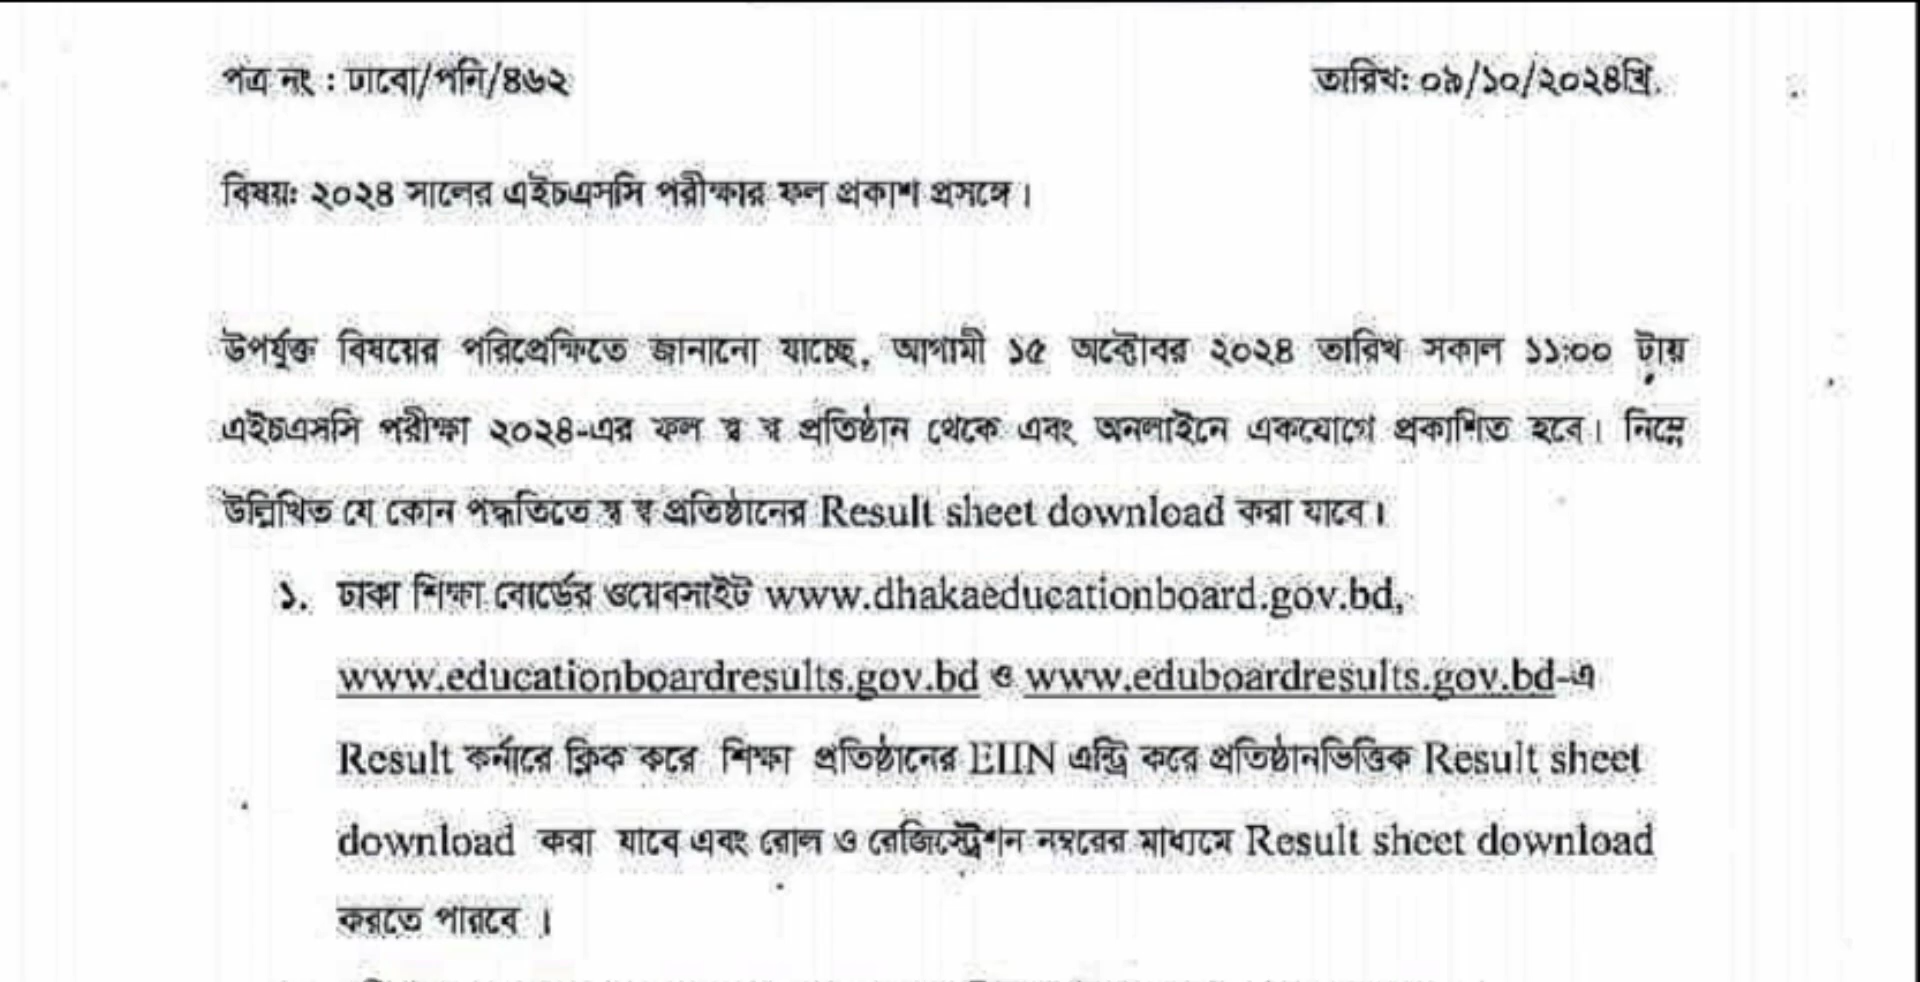 পত্র নং : ঢাবো/পনি/৪৬২ তারিখ: ০৯/১০/২০২৪খ্রি.
বিষয়: ২০২৪ সালের এইচএসসি পরীক্ষার ফল প্রকাশ প্রসঙ্গে।
উপর্যুক্ত বিষয়ের পরিপ্রেক্ষিতে জানানো যাচ্ছে, আগামী ১৫ অক্টোবর ২০২৪ তারিখ সকাল ১১:০০ টায়
এইচএসসি পরীক্ষা ২০২৪-এর ফল স্ব স্ব প্রতিষ্ঠান থেকে এবং অনলাইনে একযোগে প্রকাশিত হবে। নিম্নে
উল্লিখিত যে কোন পদ্ধতিতে স্ব স্ব প্রতিষ্ঠানের Result sheet download করা যাবে।
১. ঢাকা শিক্ষা বোর্ডের ওয়েবসাইট www.dhakaeducationboard.gov.bd,
www.educationboardresults.gov.bd ও www.eduboardresults.gov.bd-এ
Result কর্নারে ক্লিক করে শিক্ষা প্রতিষ্ঠানের EIIN এন্ট্রি করে প্রতিষ্ঠানভিত্তিক Result sheet
download করা যাবে এবং রোল ও রেজিস্ট্রেশন নম্বরের মাধ্যমে Result sheet download
করতে পারবে ।